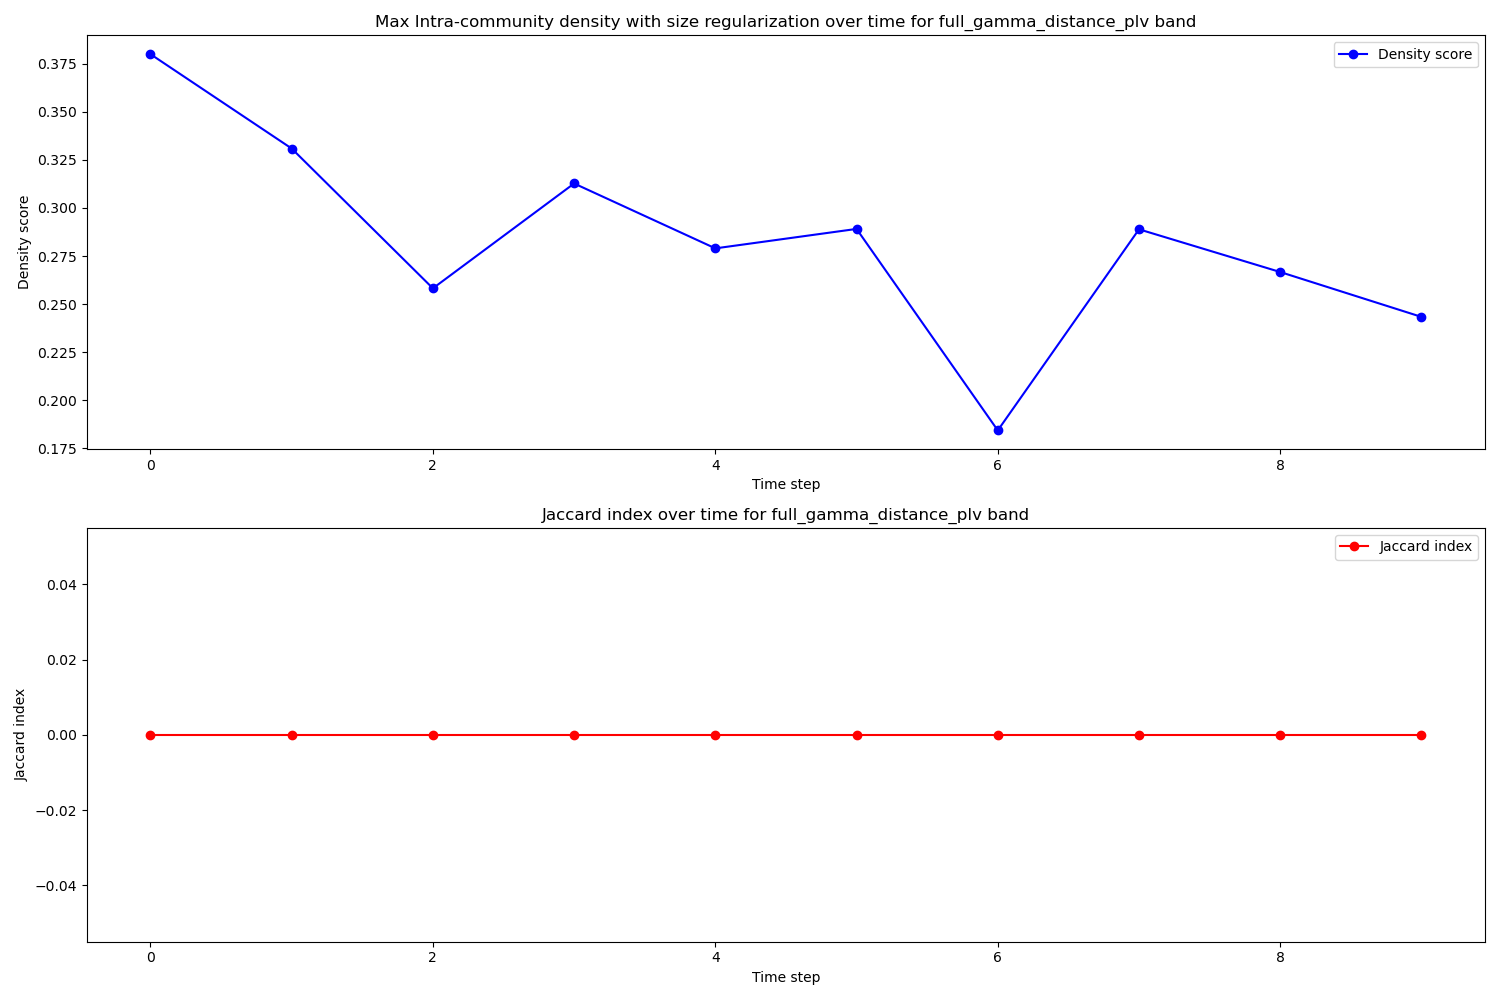 Max Intra-community density with size regularization over time for full_gamma_distance_plv band
Density score
0.375
0.350
0.325
0.300
0.275
0.250
0.225
0.200
0.175
Density score
0 2 4 6 8
Time step
Jaccard index over time for full_gamma_distance_plv band
Jaccard index
0.04
0.02
0.00
−0.02
−0.04
Jaccard index
0 2 4 6 8
Time step